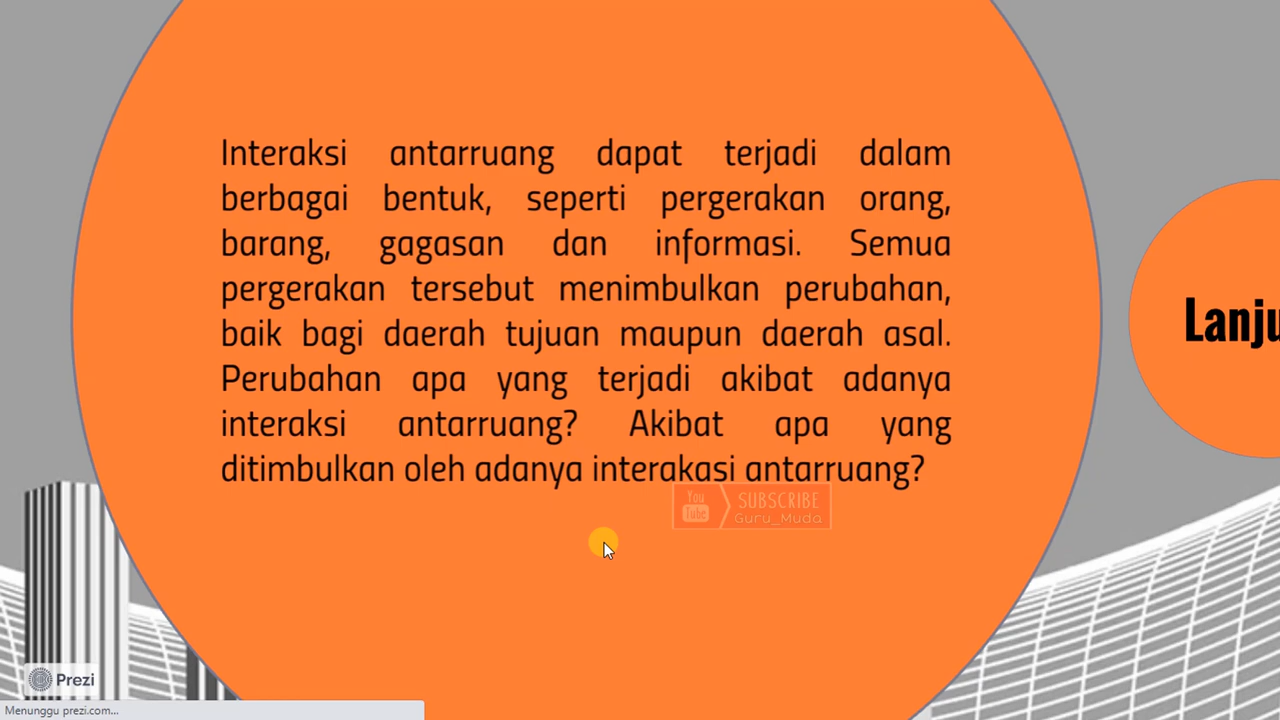 Interaksi antarruang dapat terjadi dalam
berbagai bentuk, seperti pergerakan orang,
barang, gagasan dan informasi. Semua
pergerakan tersebut menimbulkan perubahan,
baik bagi daerah tujuan maupun daerah asal.
Perubahan apa yang terjadi akibat adanya
interaksi antarruang? Akibat apa yang
ditimbulkan oleh adanya interakasi antarruang?
Lanju
You Tube SUBSCRIBE
Guru_Muda
Prezi
Menunggu prezi.com...